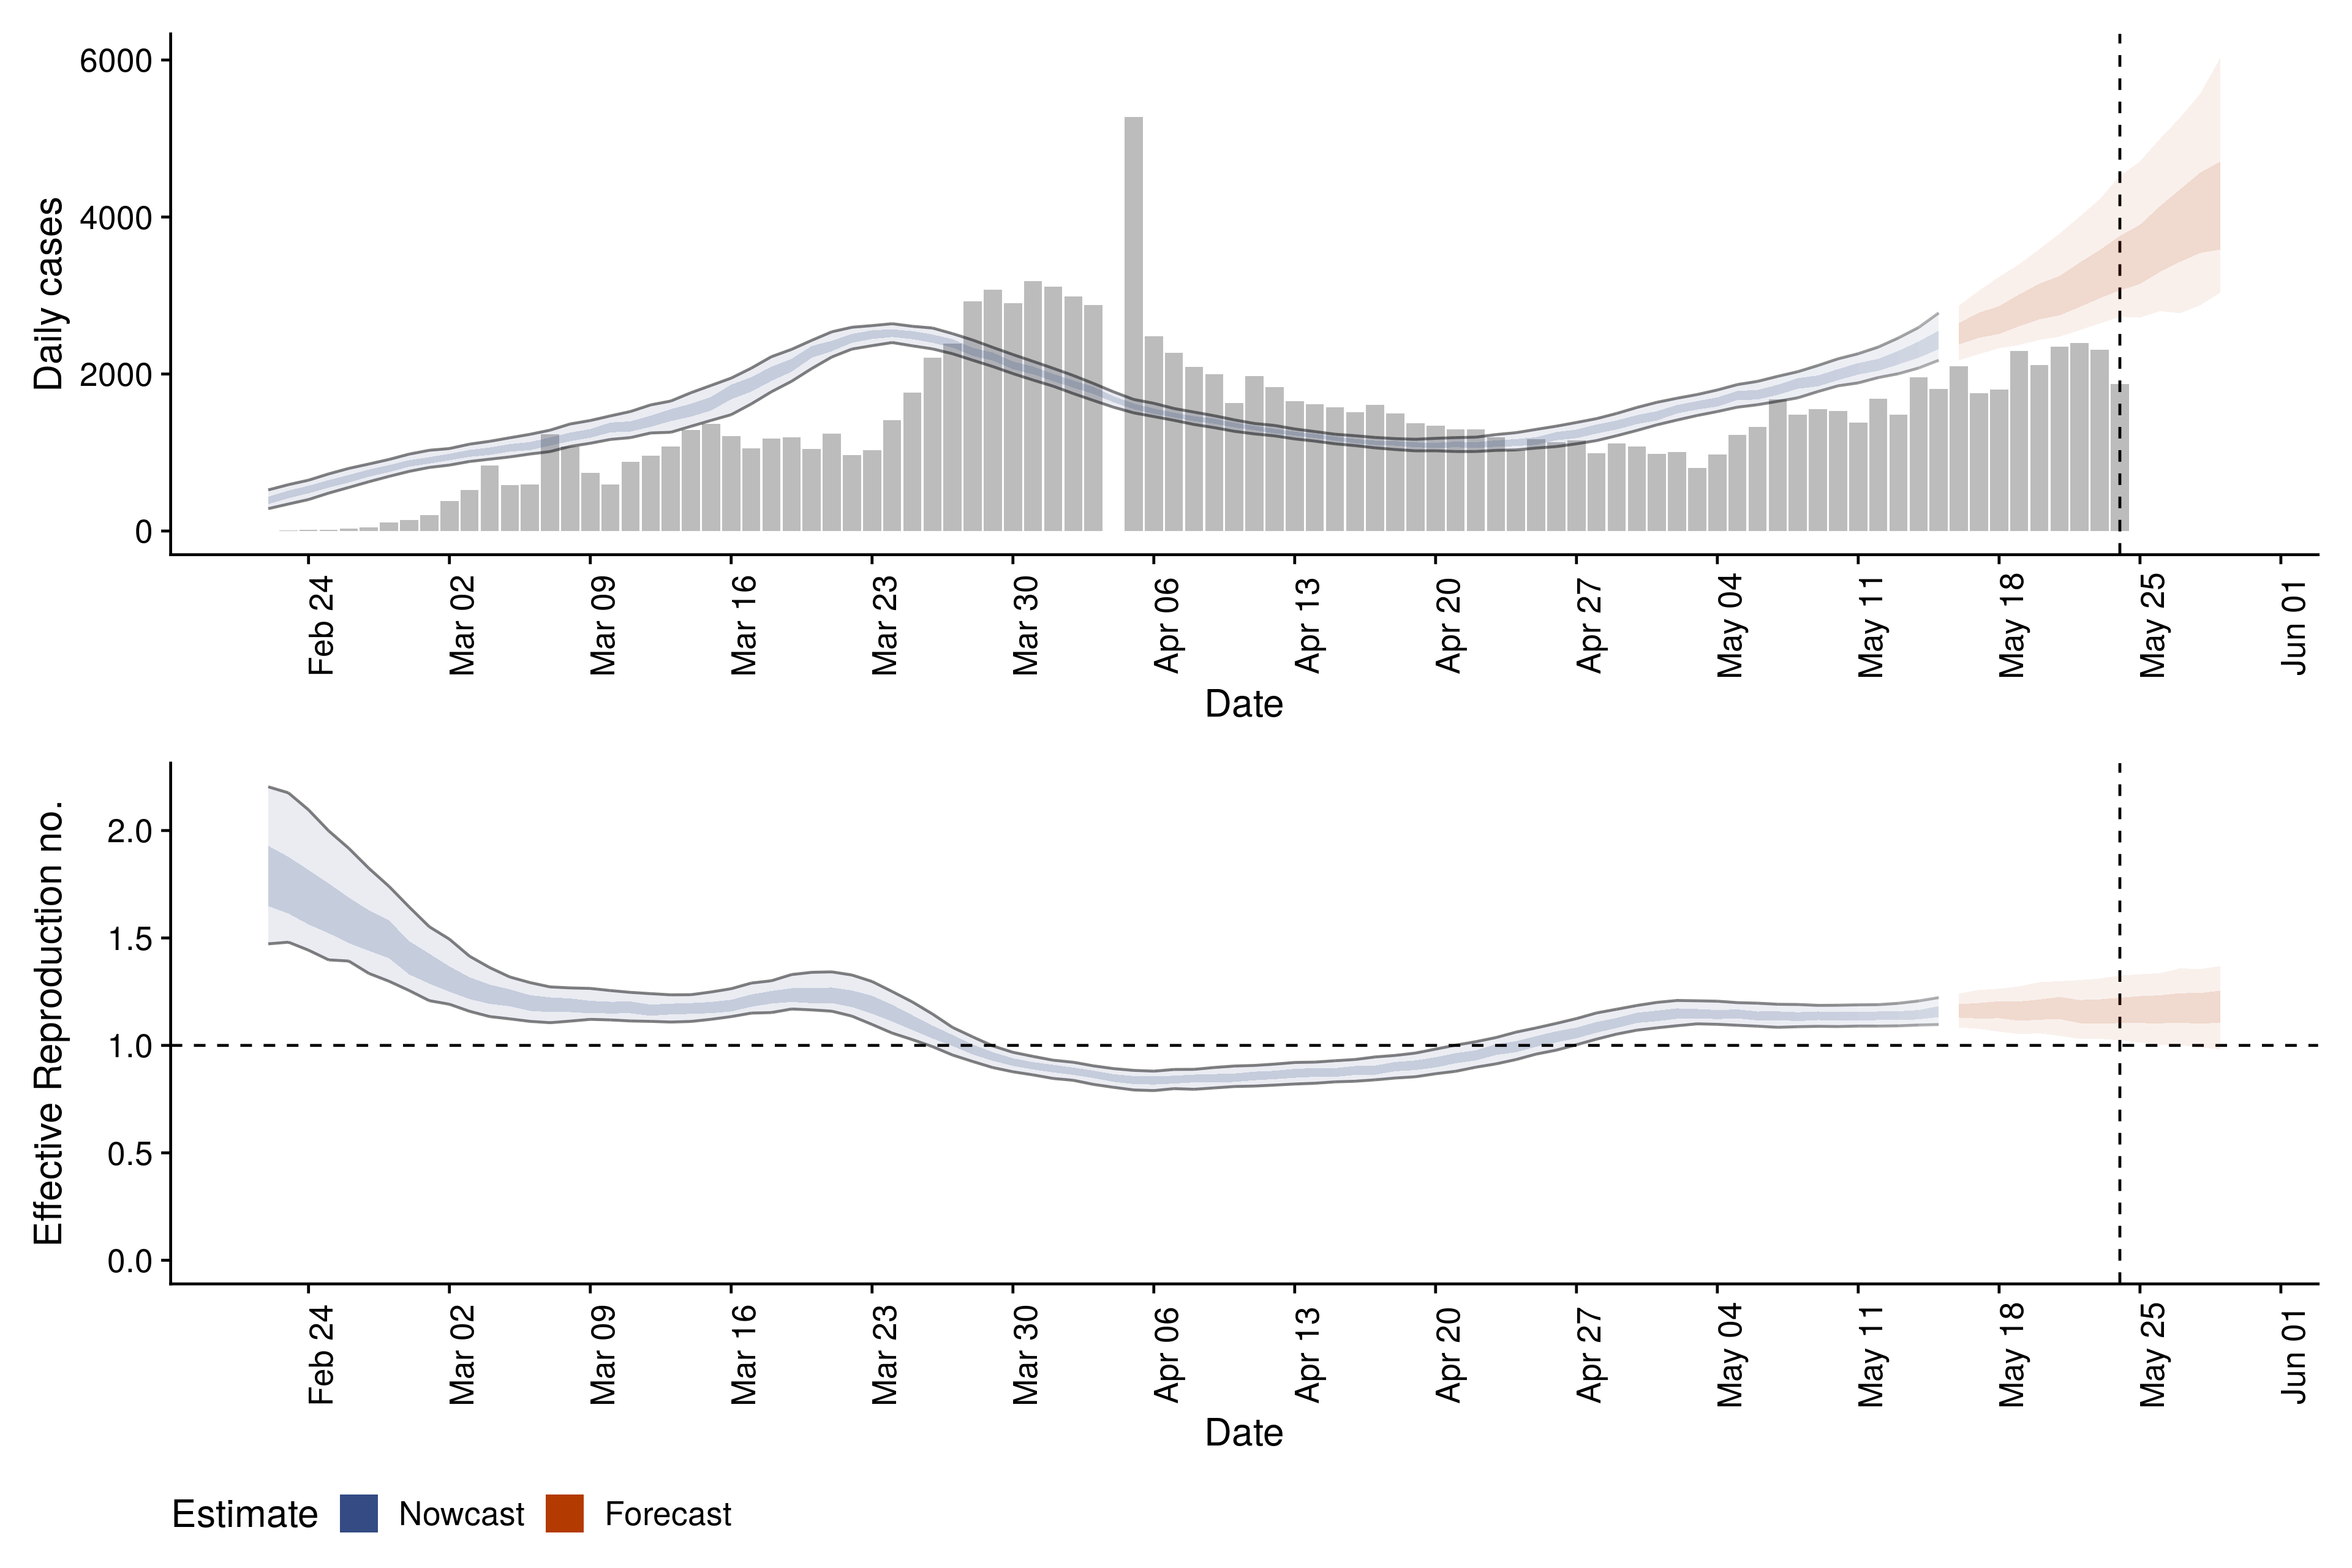 Daily cases
6000
4000
2000
0
Feb 24
Mar 02
Mar 09
Mar 16
Mar 23
Mar 30
Apr 06
Apr 13
Apr 20
Apr 27
May 04
May 11
May 18
May 25
Jun 01
Date
Effective Reproduction no.
2.0
1.5
1.0
0.5
0.0
Feb 24
Mar 02
Mar 09
Mar 16
Mar 23
Mar 30
Apr 06
Apr 13
Apr 20
Apr 27
May 04
May 11
May 18
May 25
Jun 01
Date
Estimate Nowcast Forecast